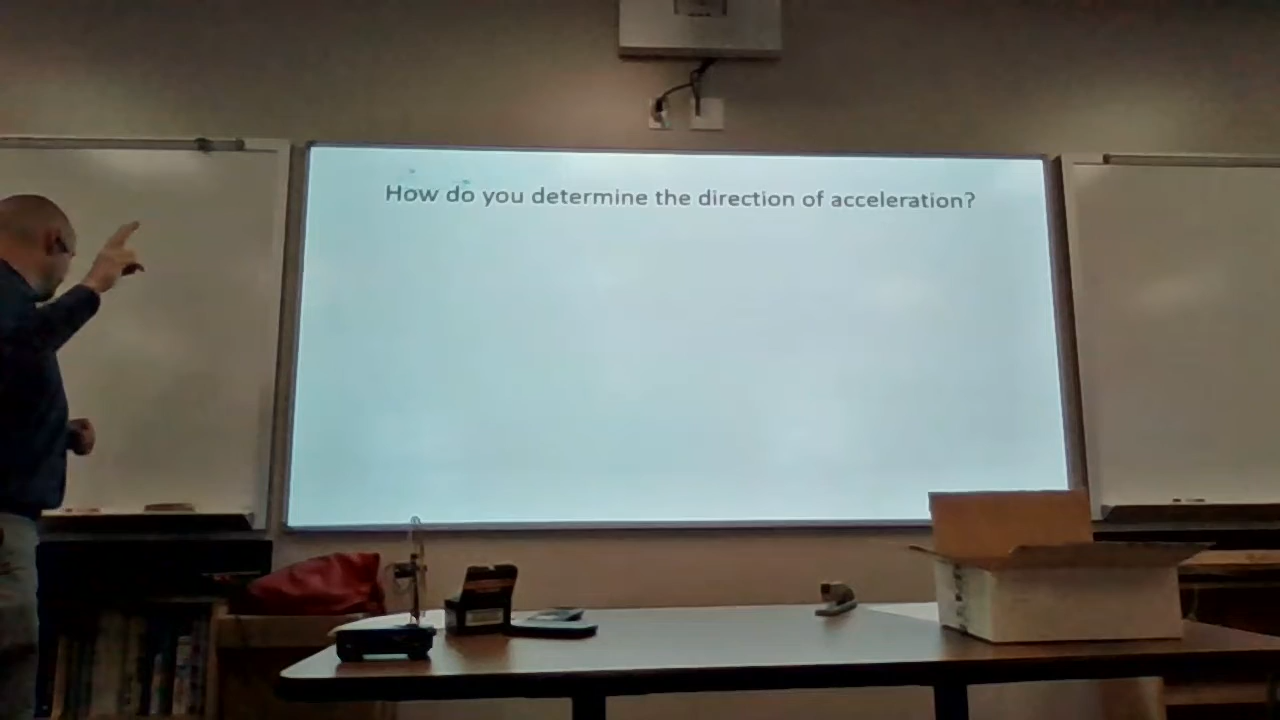 How do you determine the direction of acceleration?